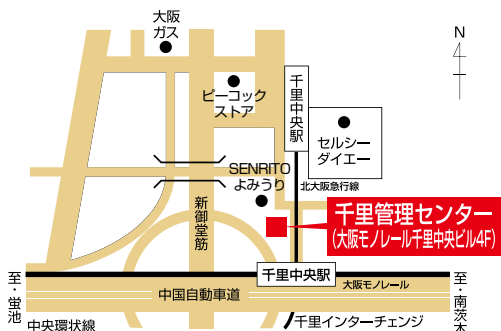 大阪
ガス
N
ピーコック
ストア
千里中央駅
セルシー
ダイエー
SENRITO
よみうり
北大阪急行線
新御堂筋
千里管理センター
(大阪モノレール千里中央ビル4F)
千里中央駅
大阪モノレール
至・蛍池
中国自動車道
至・南茨木
中央環状線
千里インターチェンジ